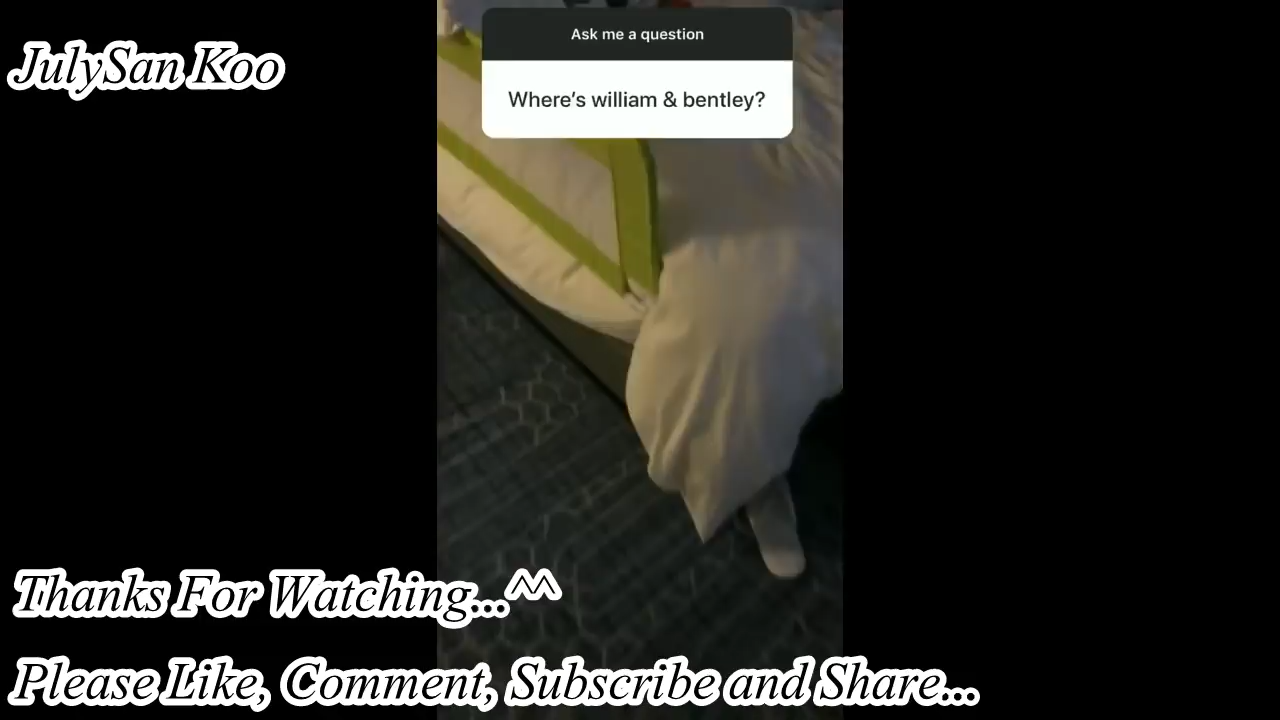 Ask me a question
JulySan Koo
Where's william & bentley?
Thanks For Watching...^^
Please Like, Comment, Subscribe and Share...